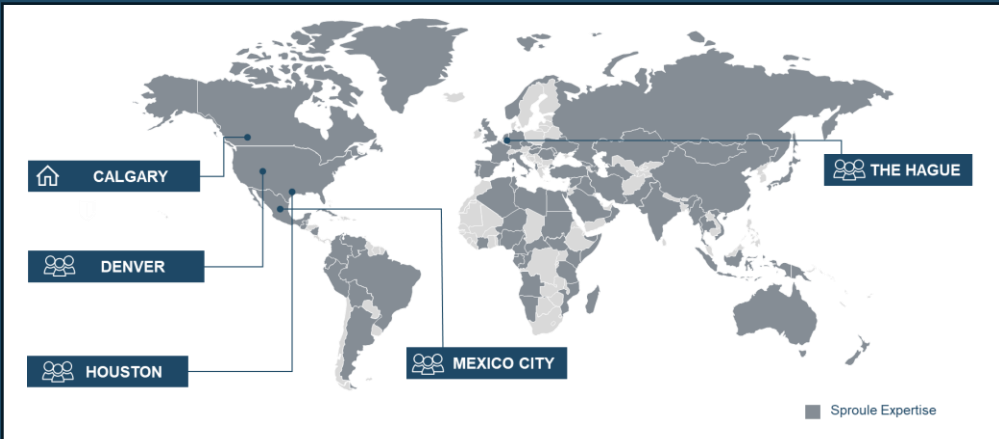 CALGARY
THE HAGUE
DENVER
HOUSTON
MEXICO CITY
Sproule Expertise